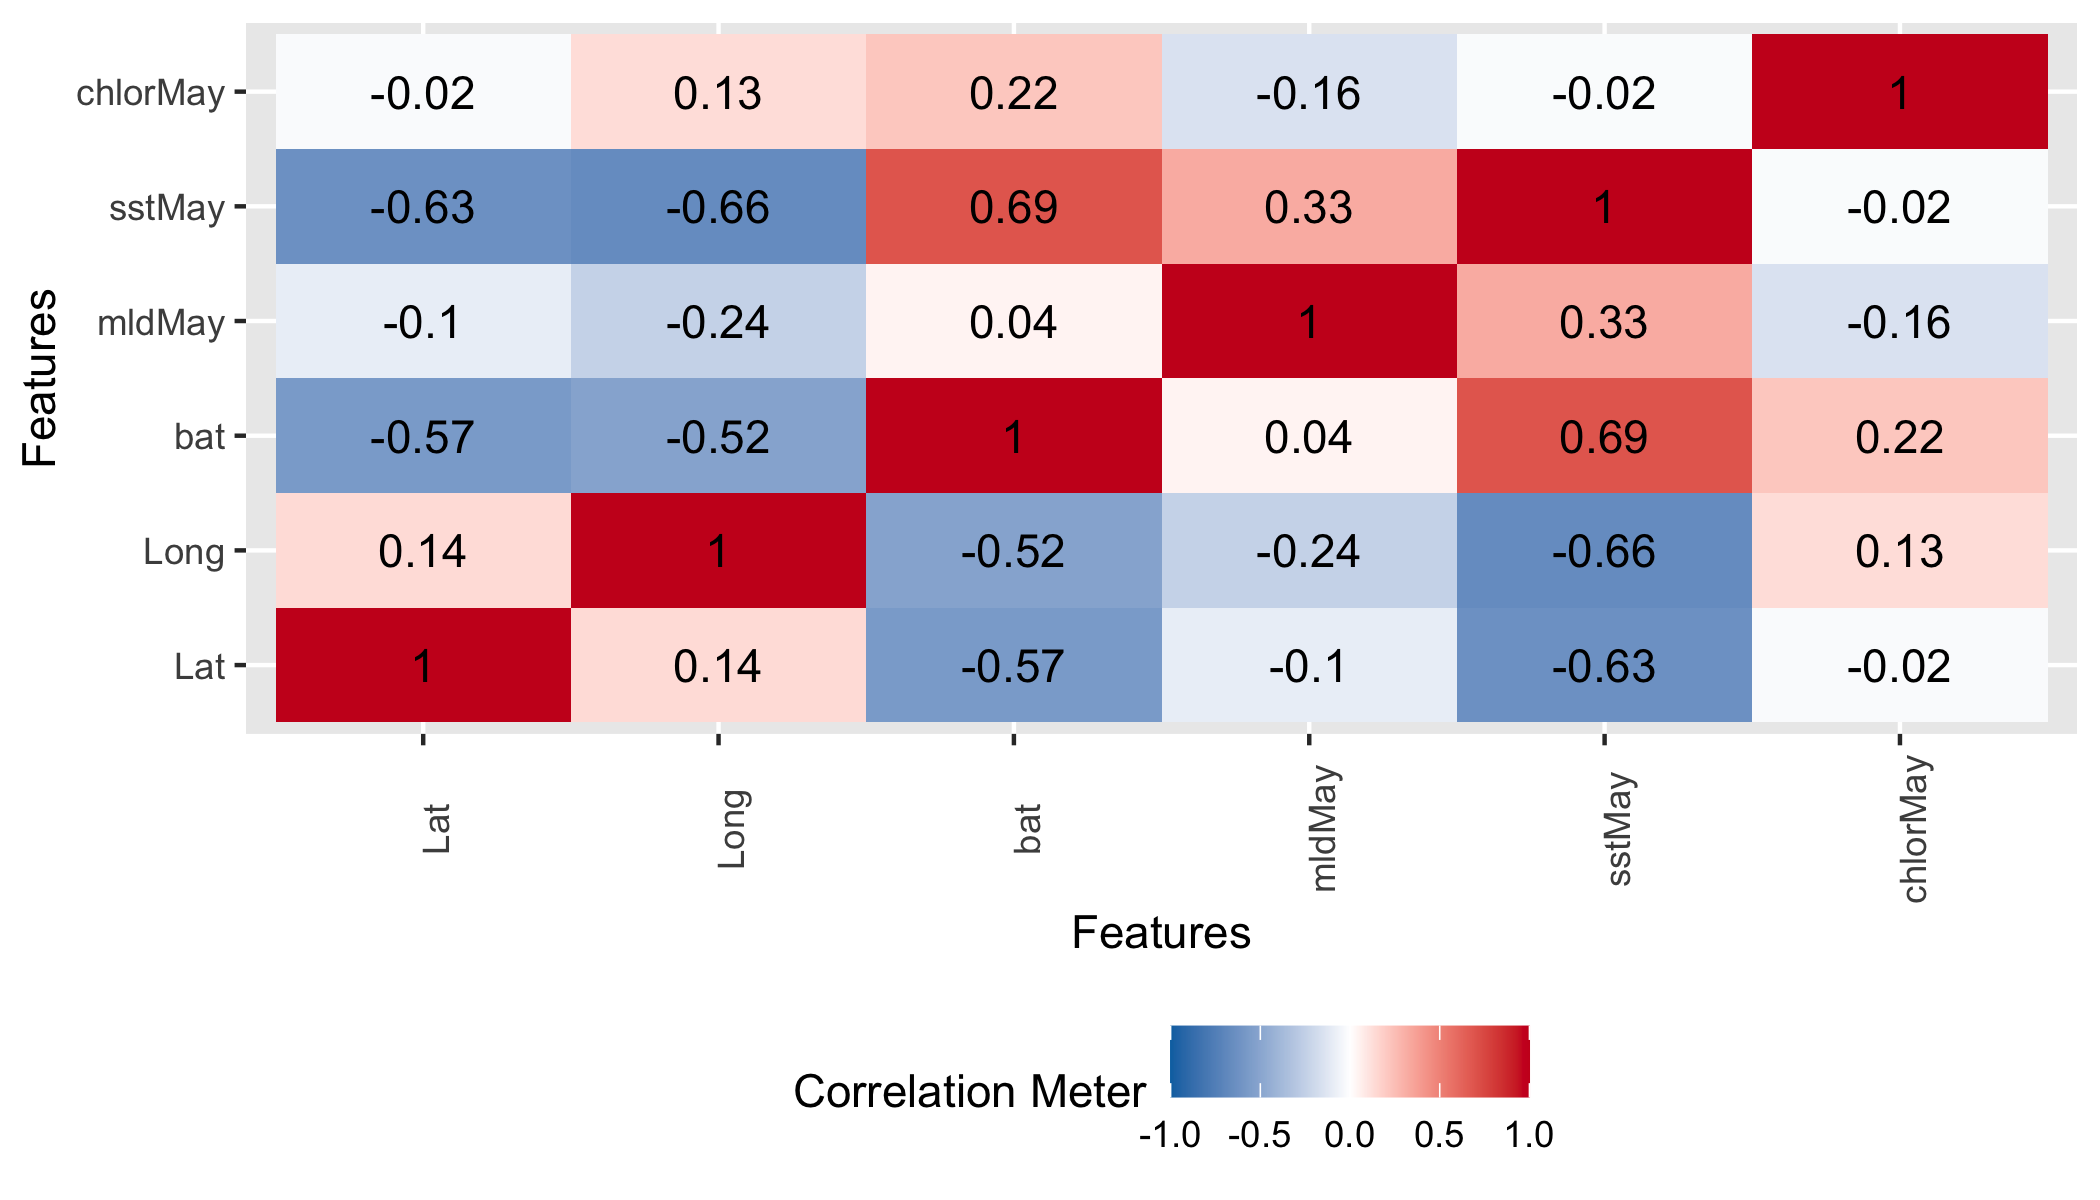 chlorMay -0.02 0.13 0.22 -0.16 -0.02 1
sstMay -0.63 -0.66 0.69 0.33 1 -0.02
mldMay -0.1 -0.24 0.04 1 0.33 -0.16
bat -0.57 -0.52 1 0.04 0.69 0.22
Long 0.14 1 -0.52 -0.24 -0.66 0.13
Lat 1 0.14 -0.57 -0.1 -0.63 -0.02
Features
Lat Long bat mldMay sstMay chlorMay
Features
Correlation Meter
-1.0 -0.5 0.0 0.5 1.0